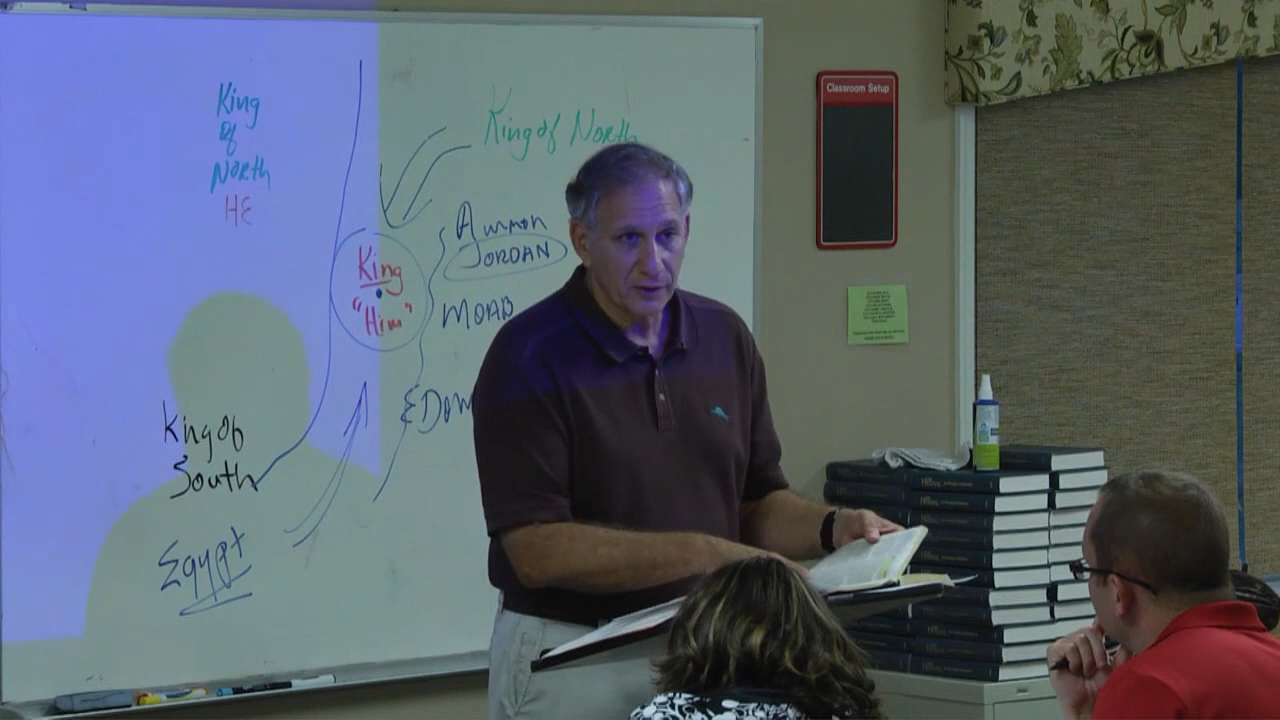 King
of
North
HE
King of North
Ammon
JORDAN
King
"Him"
MOAB
EDOM
King of
South
Egypt
Classroom Setup